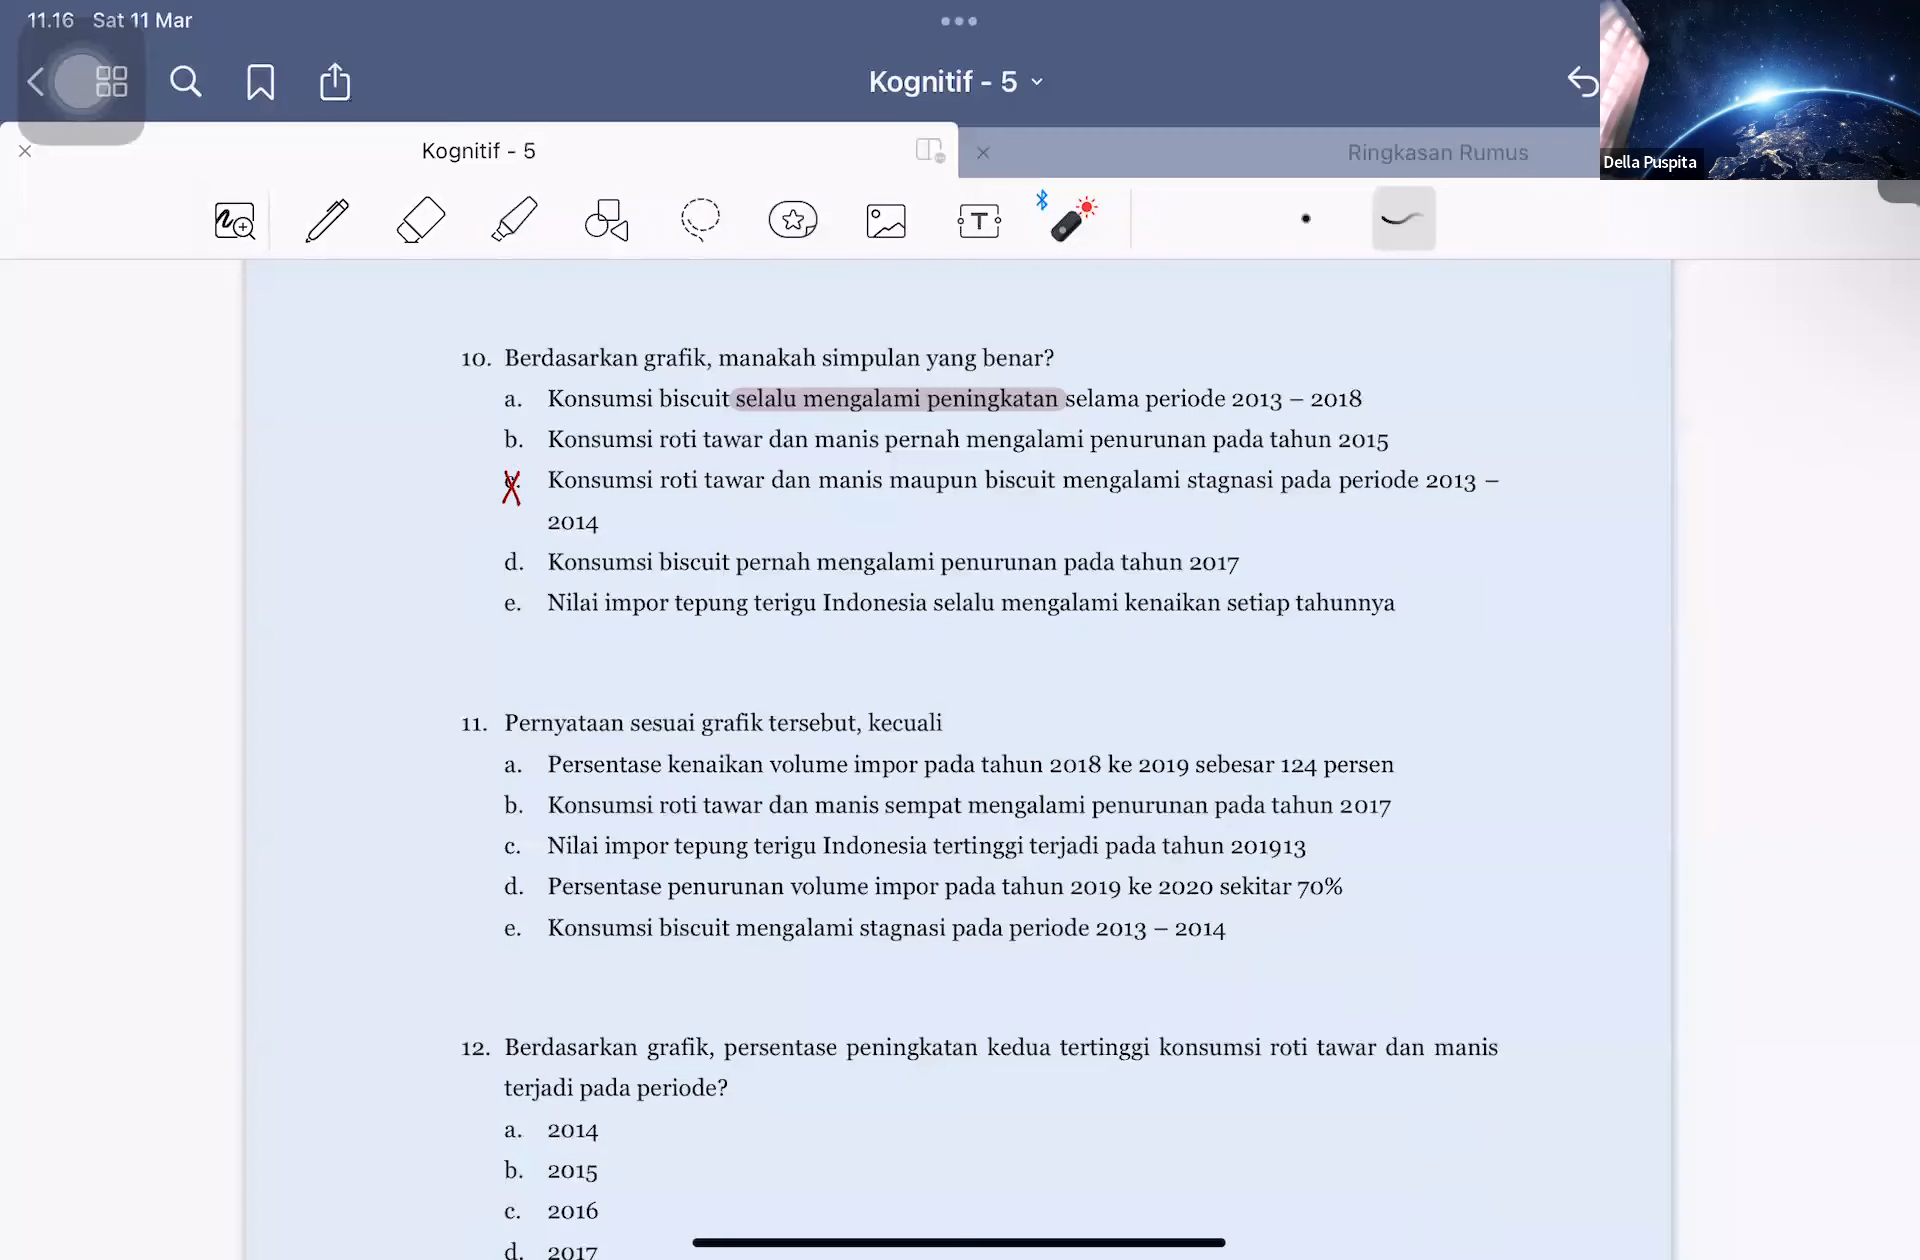 11.16 Sat 11 Mar
Kognitif - 5
Kognitif - 5
Ringkasan Rumus
Della Puspita
T
10. Berdasarkan grafik, manakah simpulan yang benar?
a. Konsumsi biscuit selalu mengalami peningkatan selama periode 2013 – 2018
b. Konsumsi roti tawar dan manis pernah mengalami penurunan pada tahun 2015
c. Konsumsi roti tawar dan manis maupun biscuit mengalami stagnasi pada periode 2013 –
2014
d. Konsumsi biscuit pernah mengalami penurunan pada tahun 2017
e. Nilai impor tepung terigu Indonesia selalu mengalami kenaikan setiap tahunnya
11. Pernyataan sesuai grafik tersebut, kecuali
a. Persentase kenaikan volume impor pada tahun 2018 ke 2019 sebesar 124 persen
b. Konsumsi roti tawar dan manis sempat mengalami penurunan pada tahun 2017
c. Nilai impor tepung terigu Indonesia tertinggi terjadi pada tahun 201913
d. Persentase penurunan volume impor pada tahun 2019 ke 2020 sekitar 70%
e. Konsumsi biscuit mengalami stagnasi pada periode 2013 – 2014
12. Berdasarkan grafik, persentase peningkatan kedua tertinggi konsumsi roti tawar dan manis
terjadi pada periode?
a. 2014
b. 2015
c. 2016
d. 2017